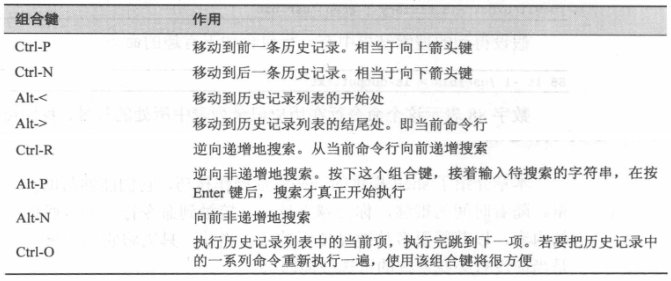 组合键 作用
Ctrl-P 移动到前一条历史记录。相当于向上箭头键
Ctrl-N 移动到后一条历史记录。相当于向下箭头键
Alt-< 移动到历史记录列表的开始处
Alt-> 移动到历史记录列表的结尾处。即当前命令行
Ctrl-R 逆向递增地搜索。从当前命令行向前递增搜索
Alt-P 逆向非递增地搜索。按下这个组合键，接着输入待搜索的字符串，在按
Enter 键后，搜索才真正开始执行
Alt-N 向前非递增地搜索
Ctrl-O 执行历史记录列表中的当前项，执行完跳到下一项。若要把历史记录中
的一系列命令重新执行一遍，使用该组合键将很方便